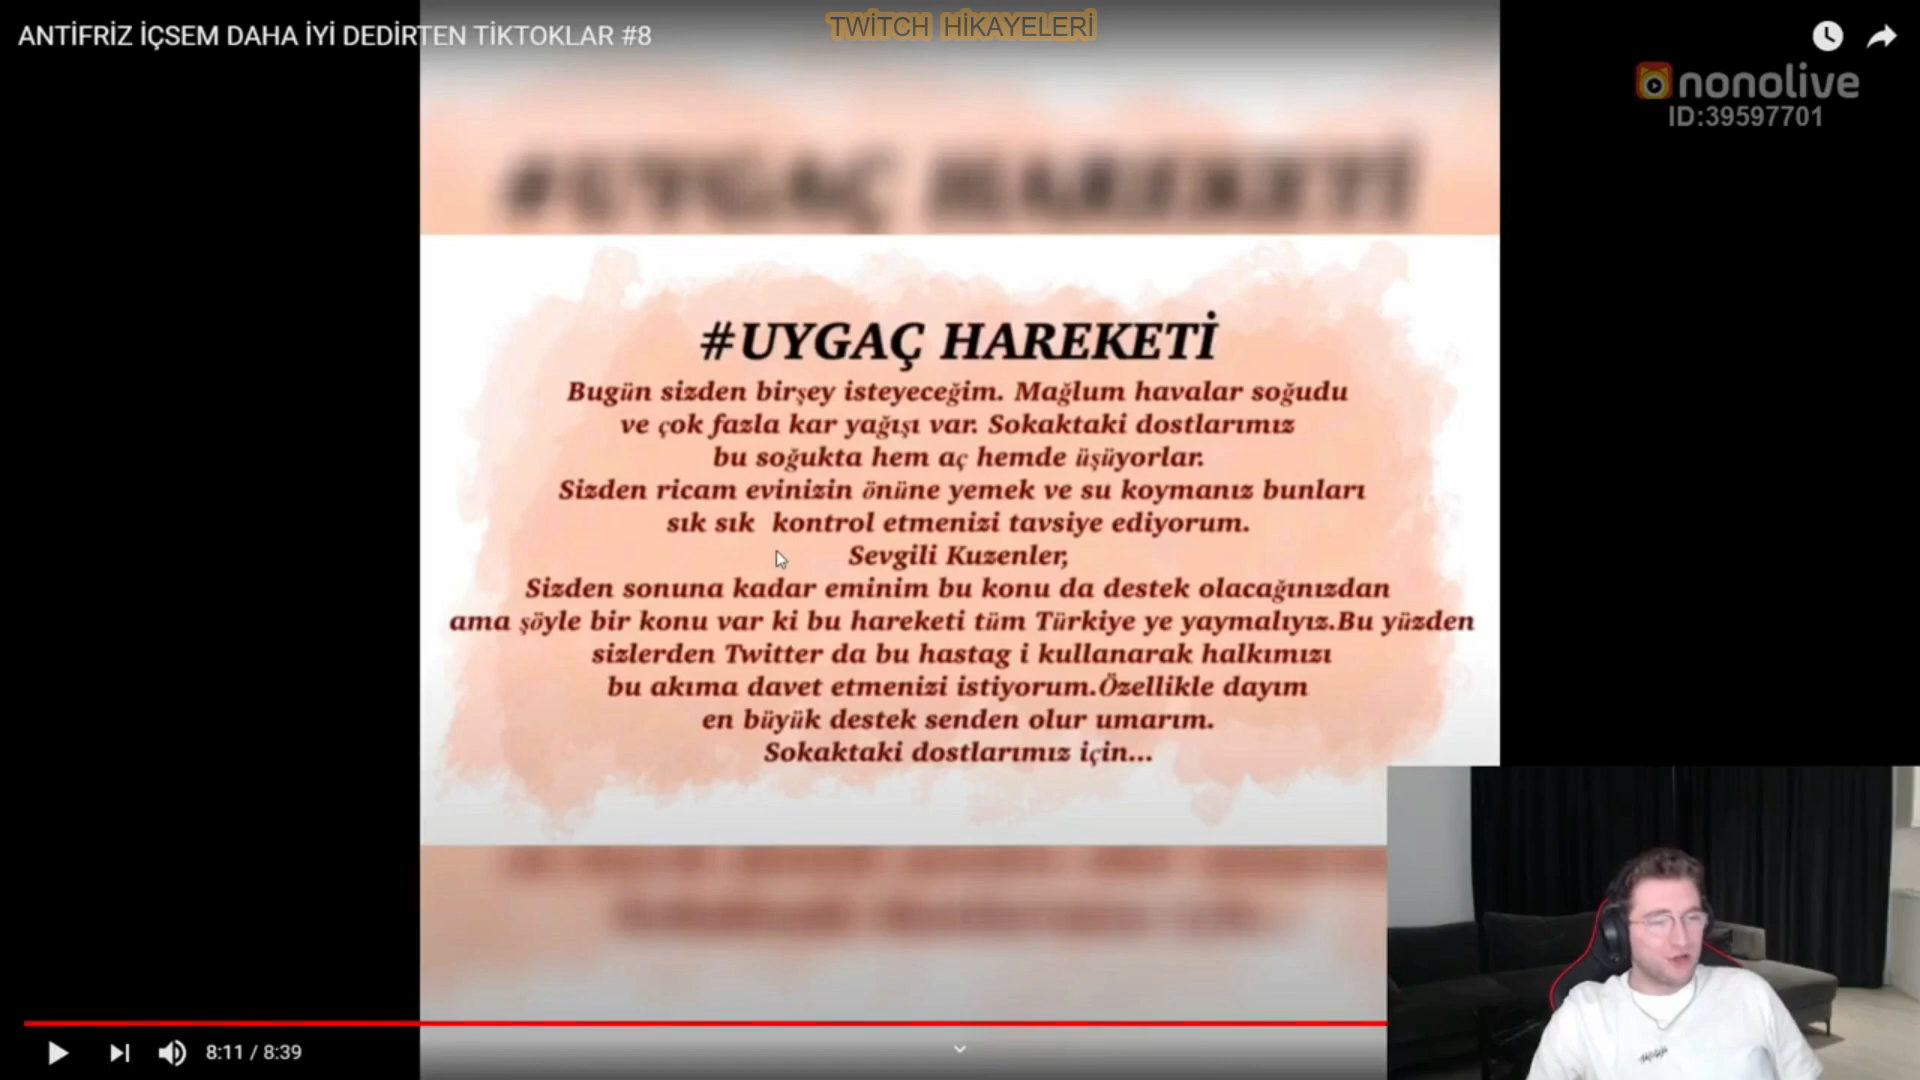 ANTİFRİZ İÇSEM DAHA İYİ DEDİRTEN TİKTOKLAR #8
TWİTCH HİKAYELERİ
nonolive
ID:39597701
#UYGAÇ HAREKETİ
#UYGAÇ HAREKETİ
Bugün sizden birşey isteyeceğim. Mağlum havalar soğudu
ve çok fazla kar yağışı var. Sokaktaki dostlarımız
bu soğukta hem aç hemde üşüyorlar.
Sizden ricam evinizin önüne yemek ve su koymanız bunları
sık sık kontrol etmenizi tavsiye ediyorum.
Sevgili Kuzenler,
Sizden sonuna kadar eminim bu konu da destek olacağınızdan
ama şöyle bir konu var ki bu hareketi tüm Türkiye ye yaymalıyız.Bu yüzden
sizlerden Twitter da bu hastag i kullanarak halkımızı
bu akıma davet etmenizi istiyorum.Özellikle dayım
en büyük destek senden olur umarım.
Sokaktaki dostlarımız için...
8:11 / 8:39